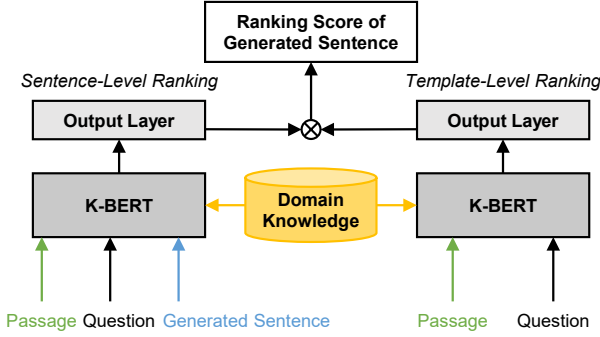 Ranking Score of
Generated Sentence
Sentence-Level Ranking
Template-Level Ranking
Output Layer
Output Layer
K-BERT
Domain
Knowledge
K-BERT
Passage Question Generated Sentence
Passage Question